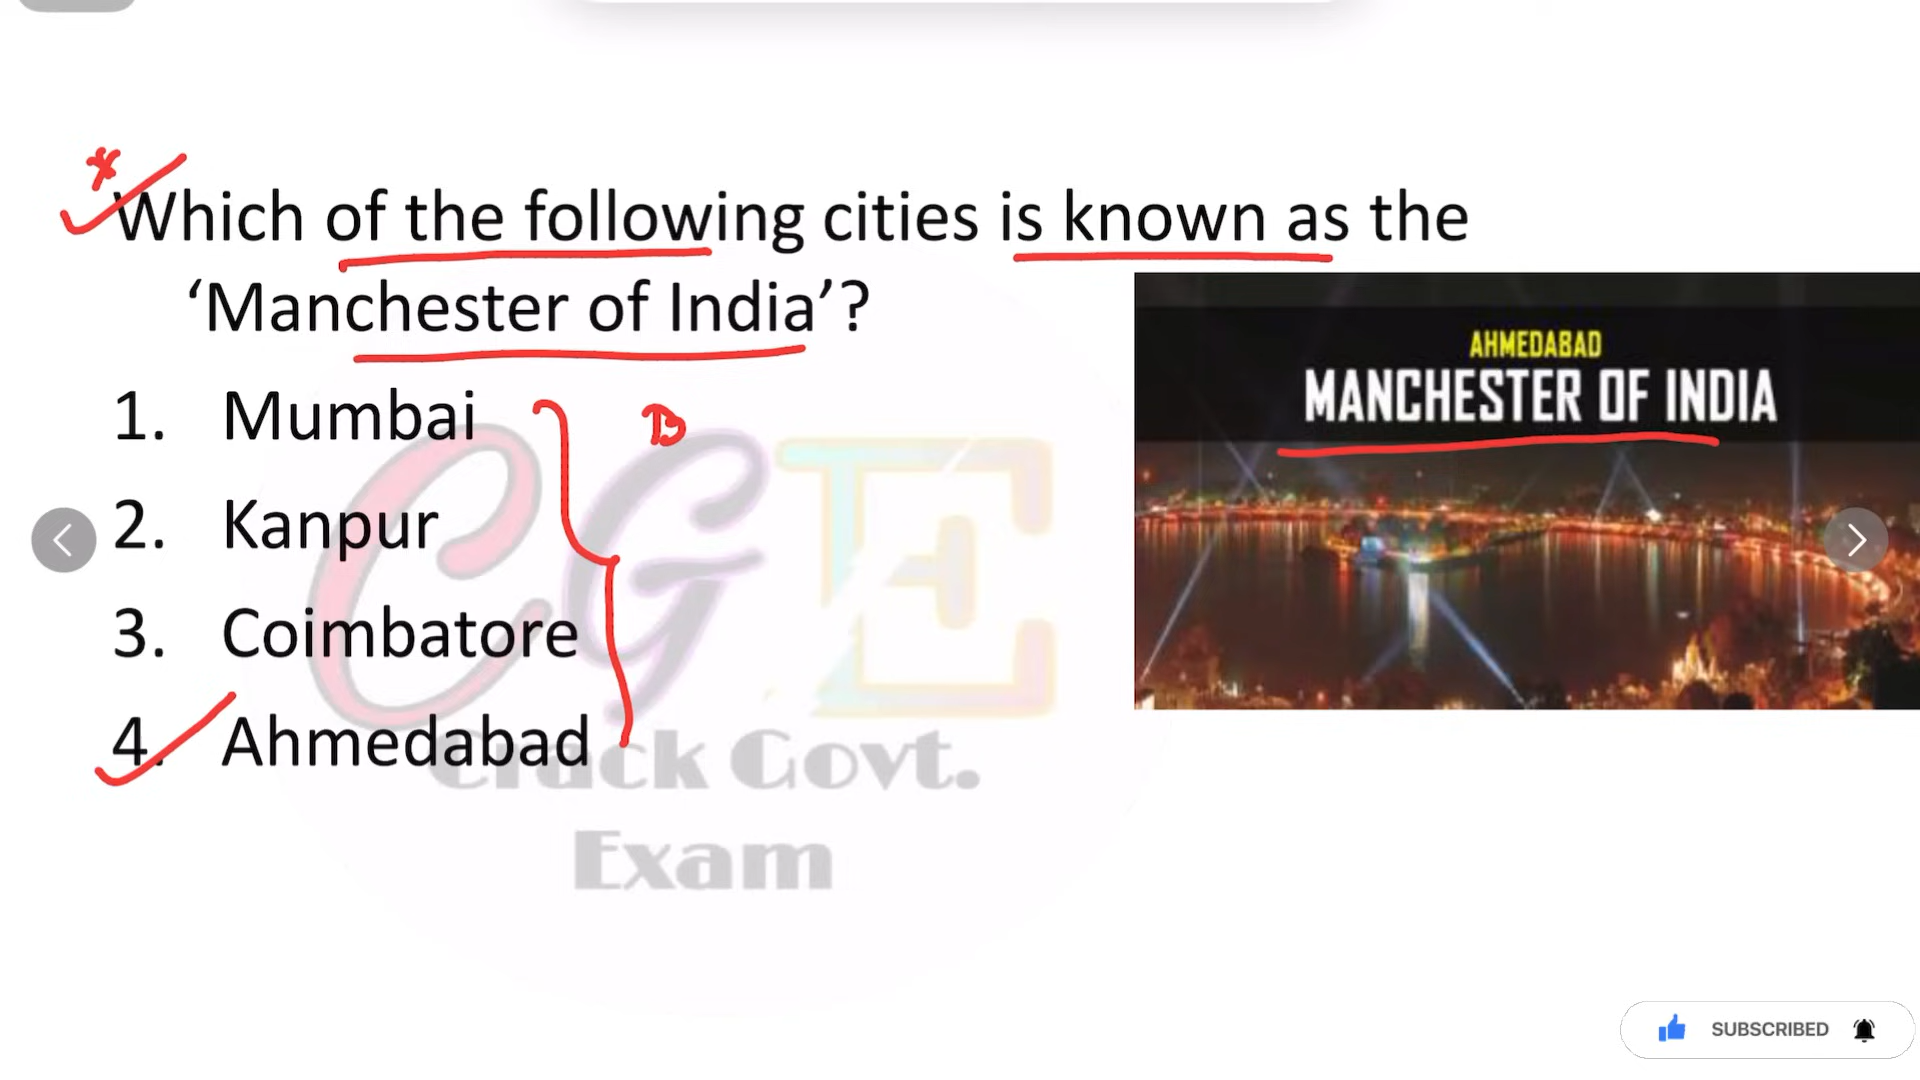 Which of the following cities is known as the
‘Manchester of India’?
1. Mumbai
2. Kanpur
3. Coimbatore
4. Ahmedabad
B
AHMEDABAD
MANCHESTER OF INDIA
CGE
Crack Govt.
Exam
SUBSCRIBED